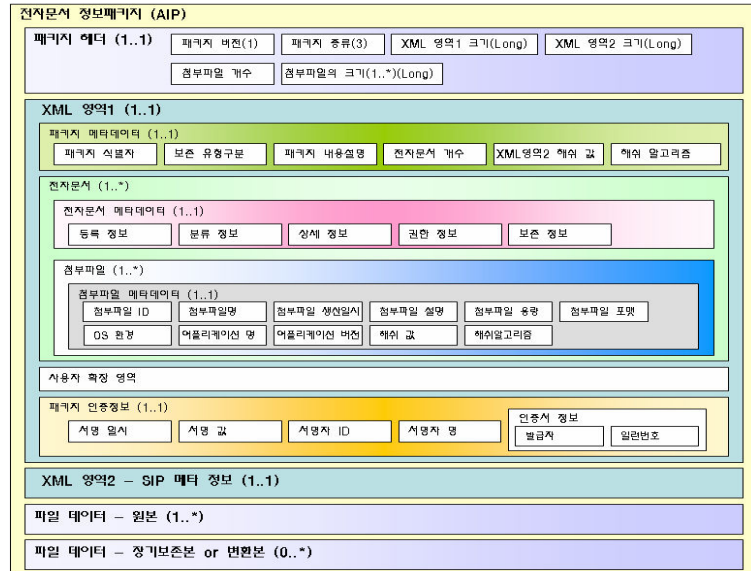 전자문서 정보패키지 (AIP)
패키지 헤더 (1..1)
패키지 버전(1) 패키지 종류(3) XML 영역1 크기(Long) XML 영역2 크기(Long)
첨부파일 개수 첨부파일의 크기(1..*)(Long)
XML 영역1 (1..1)
패키지 메타데이터 (1..1)
패키지 식별자 보존 유형구분 패키지 내용설명 전자문서 개수 XML영역2 해쉬 값 해쉬 알고리즘
전자문서 (1..*)
전자문서 메타데이터 (1..1)
등록 정보 분류 정보 상세 정보 권한 정보 보존 정보
첨부파일 (1..*)
첨부파일 메타데이터 (1..1)
첨부파일 ID 첨부파일명 첨부파일 생산일시 첨부파일 설명 첨부파일 용량 첨부파일 포맷
OS 환경 어플리케이션 명 어플리케이션 버전 해쉬 값 해쉬알고리즘
사용자 확장 영역
패키지 인증정보 (1..1)
서명 일시 서명 값 서명자 ID 서명자 명
인증서 정보
발급자 일련번호
XML 영역2 – SIP 메타 정보 (1..1)
파일 데이터 – 원본 (1..*)
파일 데이터 – 장기보존본 or 변환본 (0..*)